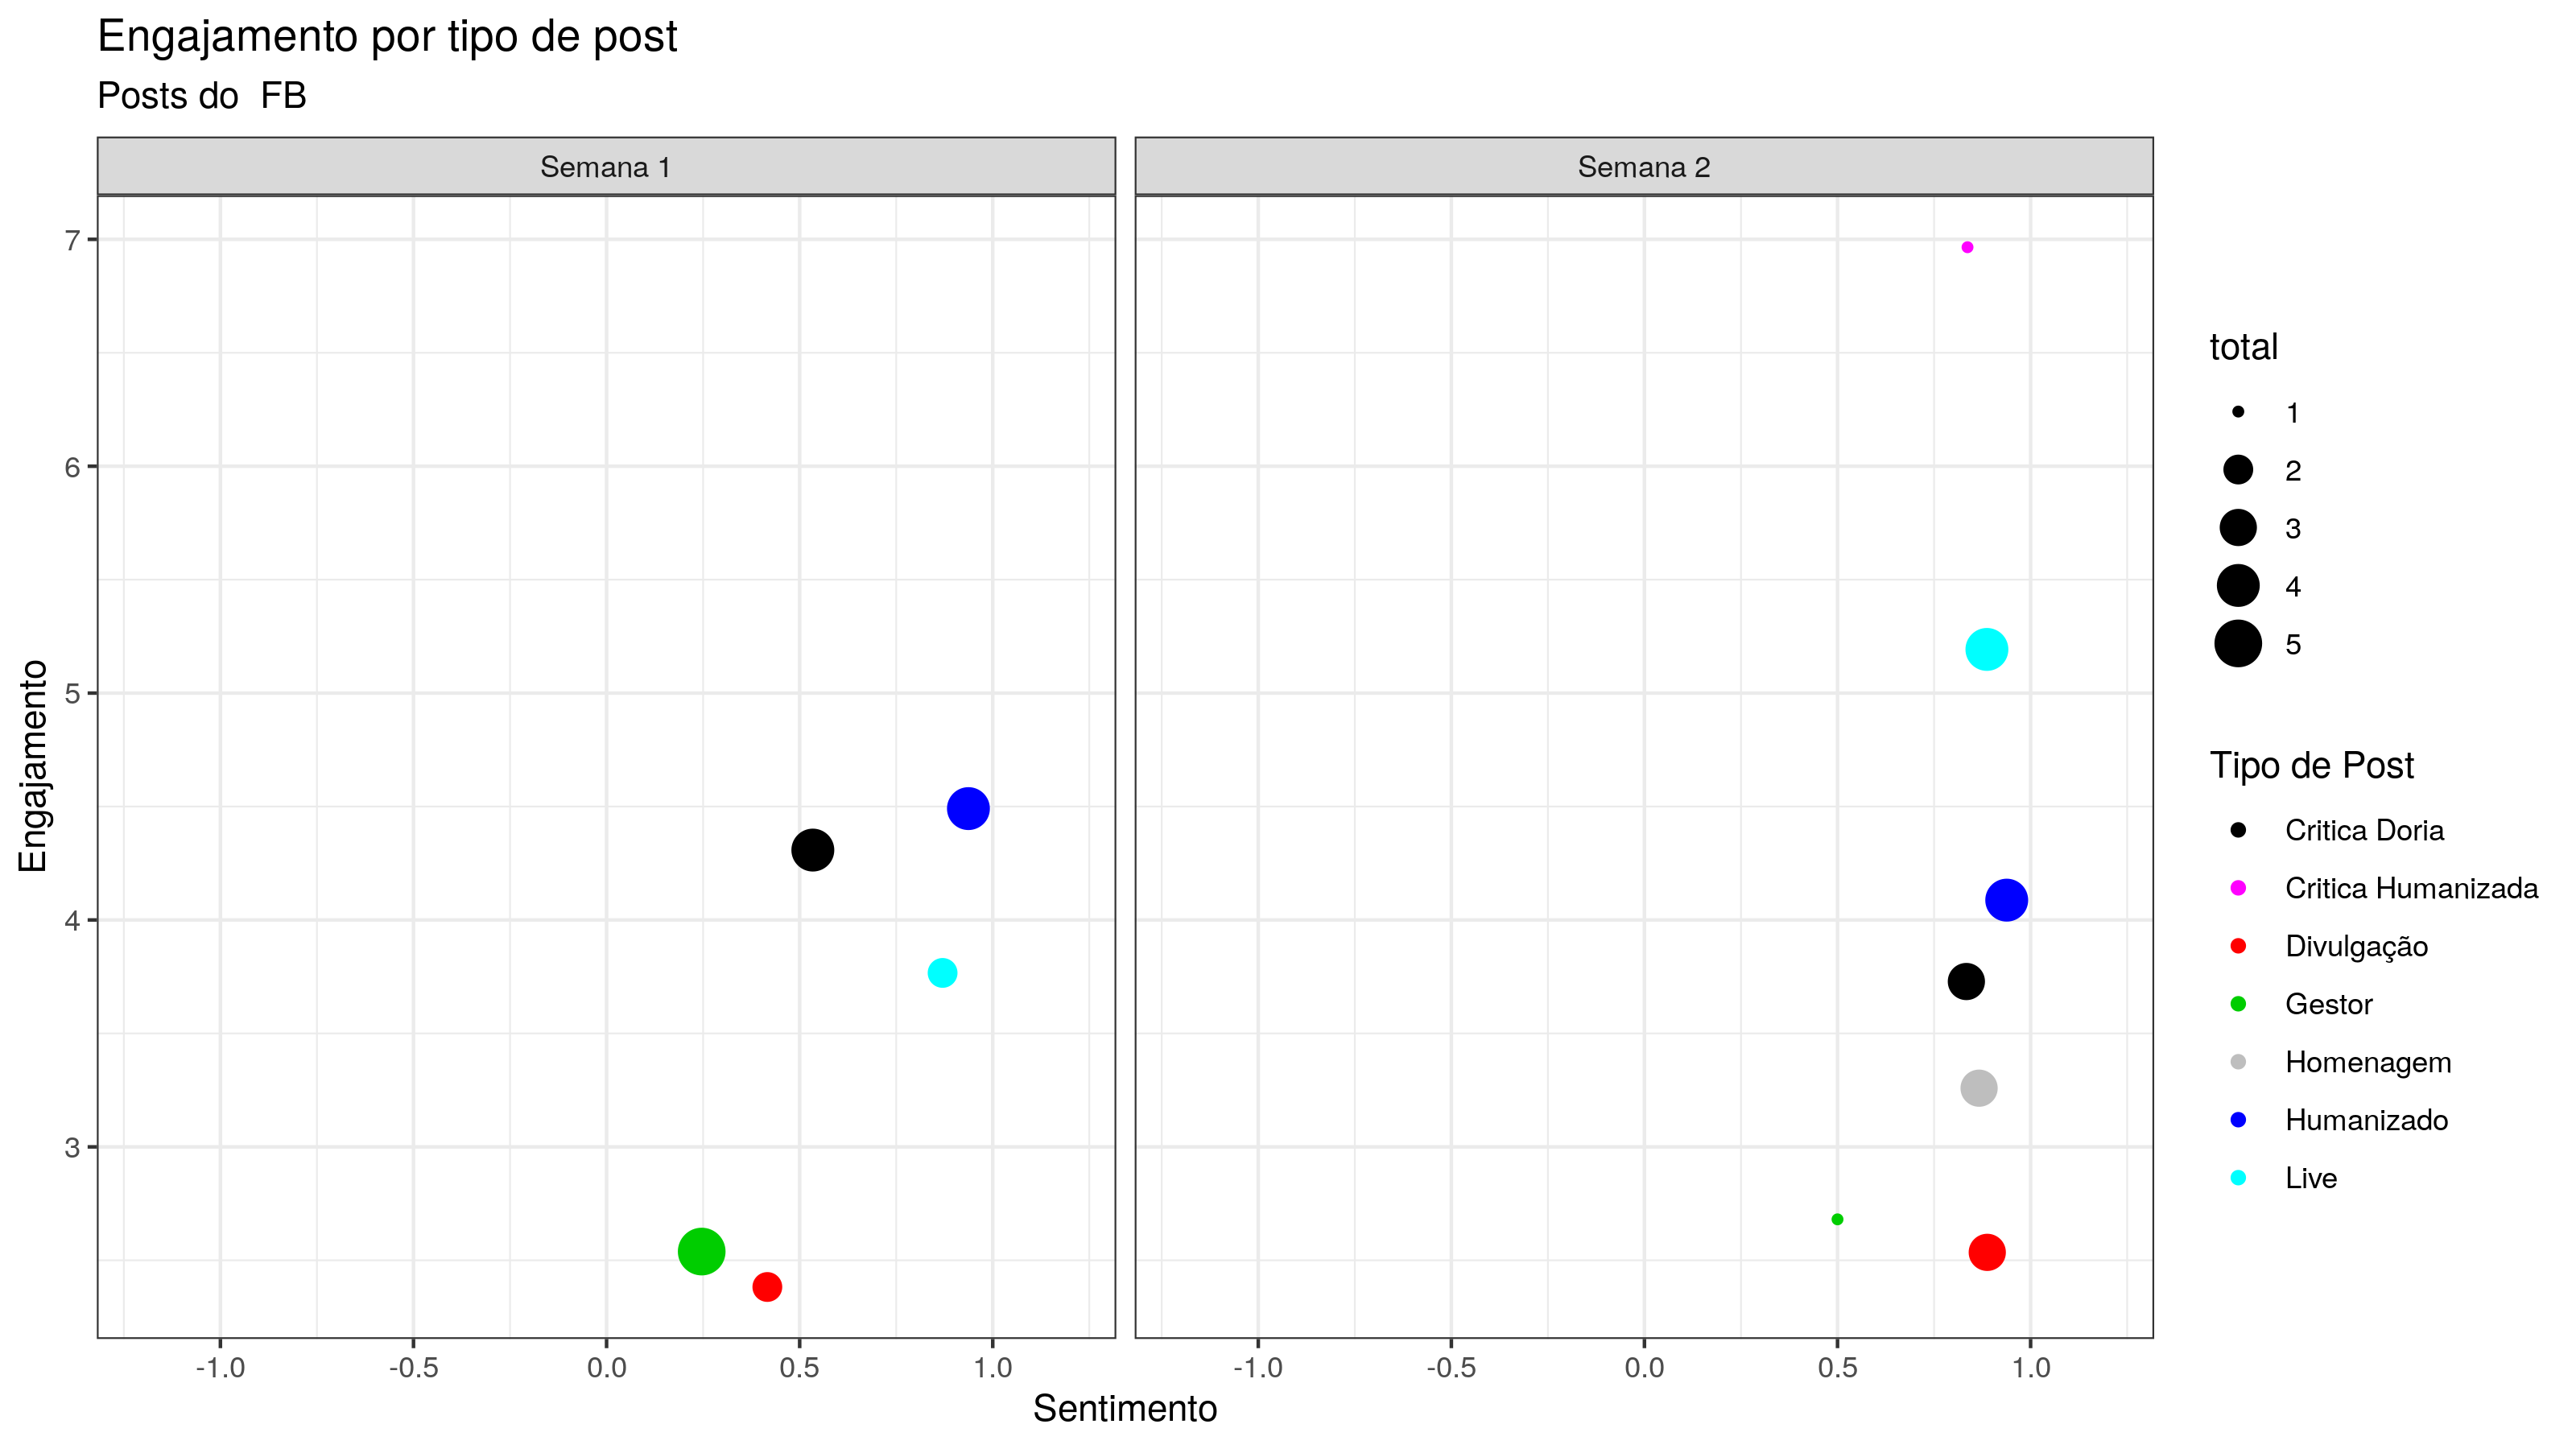 Engajamento por tipo de post
Posts do  FB
Semana 1
Semana 2
Engajamento
7
6
5
4
3
-1.0
-0.5
0.0
0.5
1.0
-1.0
-0.5
0.0
0.5
1.0
Sentimento
total
1
2
3
4
5
Tipo de Post
Critica Doria
Critica Humanizada
Divulgação
Gestor
Homenagem
Humanizado
Live